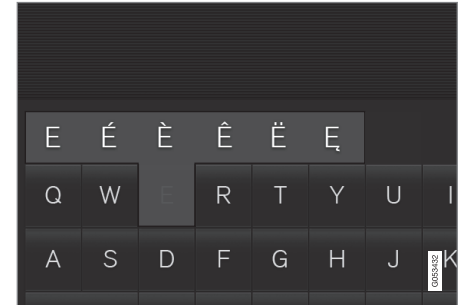 E É È Ê Ë Ę
Q W E R T Y U I
A S D F G H J K
G053432